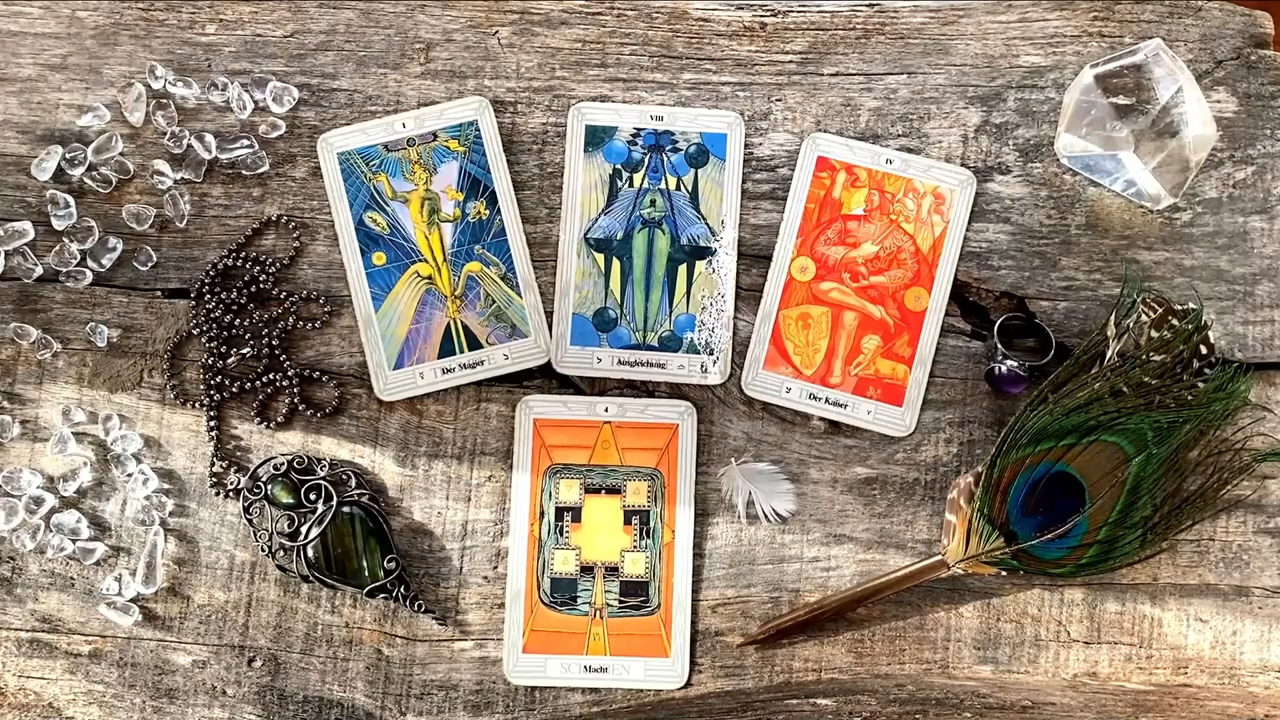 I
Der Magier
VIII
Ausgleichung
IV
Der Kaiser
4
Macht